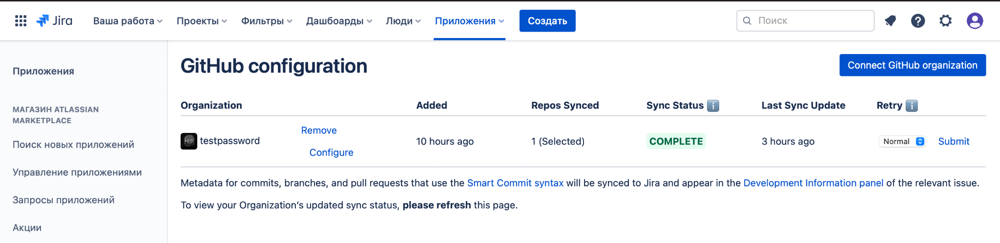 Jira Ваша работа Проекты Фильтры Дашбоарды Люди Приложения Создать Поиск
Приложения
МАГАЗИН ATLASSIAN
MARKETPLACE
Поиск новых приложений
Управление приложениями
Запросы приложений
Акции
GitHub configuration
Connect GitHub organization
Organization Added Repos Synced Sync Status Last Sync Update Retry
testpassword Remove Configure 10 hours ago 1 (Selected) COMPLETE 3 hours ago Normal Submit
Metadata for commits, branches, and pull requests that use the Smart Commit syntax will be synced to Jira and appear in the Development Information panel of the relevant issue.
To view your Organization’s updated sync status, please refresh this page.